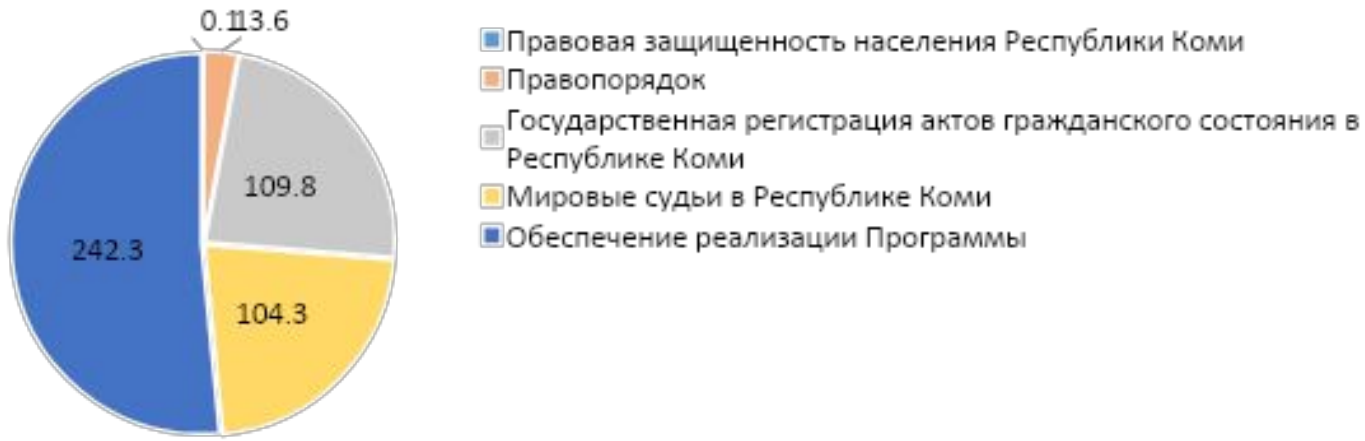 0.1 13.6
109.8
242.3
104.3
Правовая защищенность населения Республики Коми
Правопорядок
Государственная регистрация актов гражданского состояния в
Республике Коми
Мировые судьи в Республике Коми
Обеспечение реализации Программы